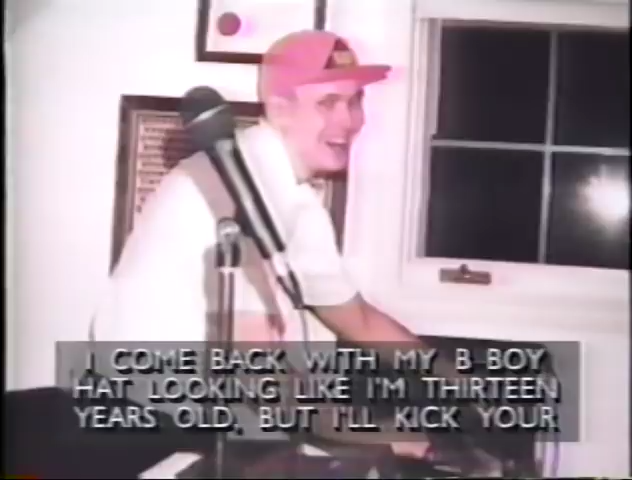 I COME BACK WITH MY B-BOY
HAT LOOKING LIKE I'M THIRTEEN
YEARS OLD, BUT I'LL KICK YOUR